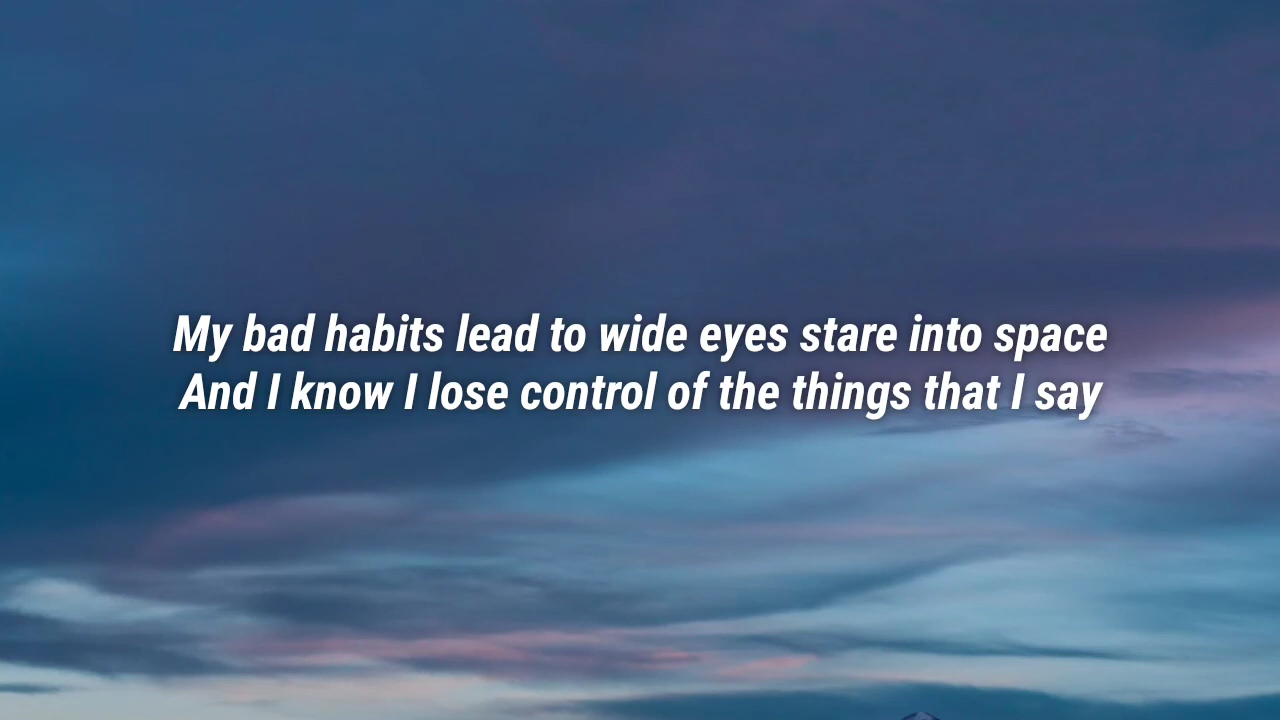 My bad habits lead to wide eyes stare into space
And I know I lose control of the things that I say